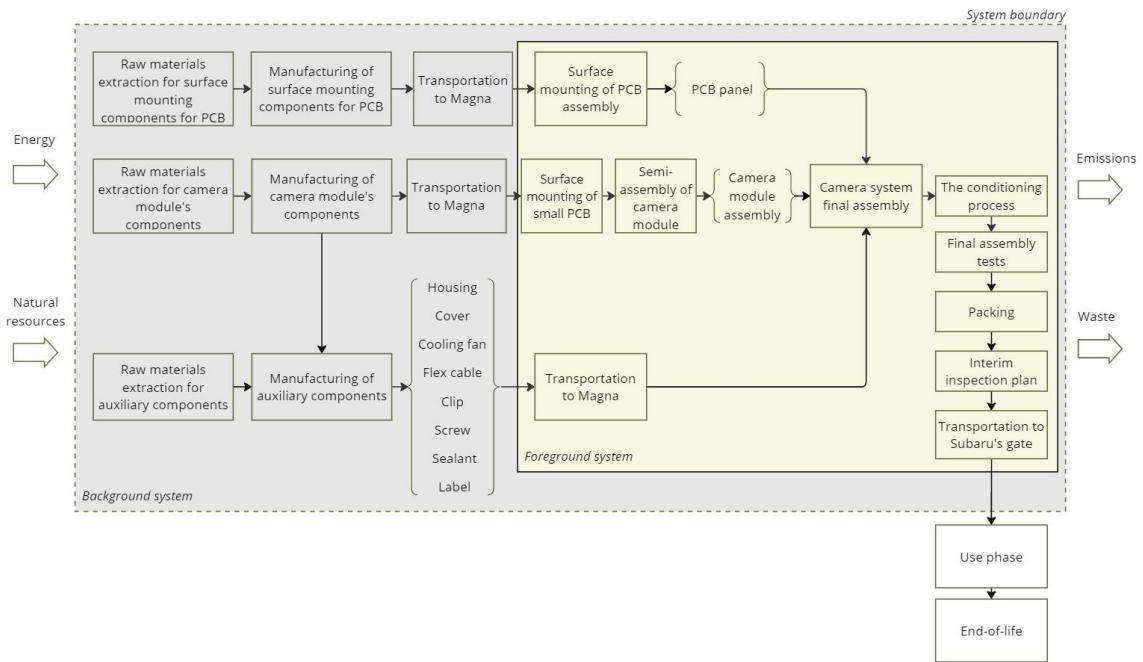 System boundary
Raw materials
extraction for surface
mounting
components for PCB
Manufacturing of
surface mounting
components for PCB
Transportation
to Magna
Surface
mounting of PCB
assembly
PCB panel
Energy
Emissions
Raw materials
extraction for camera
module's
components
Manufacturing of
camera module's
components
Transportation
to Magna
Surface
mounting of
small PCB
Semi-
assembly of
camera
module
Camera
module
assembly
Camera system
final assembly
The conditioning
process
Final assembly
tests
Natural
resources
Housing
Cover
Cooling fan
Flex cable
Clip
Screw
Sealant
Label
Packing
Waste
Raw materials
extraction for
auxiliary components
Manufacturing of
auxiliary components
Transportation
to Magna
Interim
inspection plan
Transportation to
Subaru's gate
Foreground system
Background system
Use phase
End-of-life